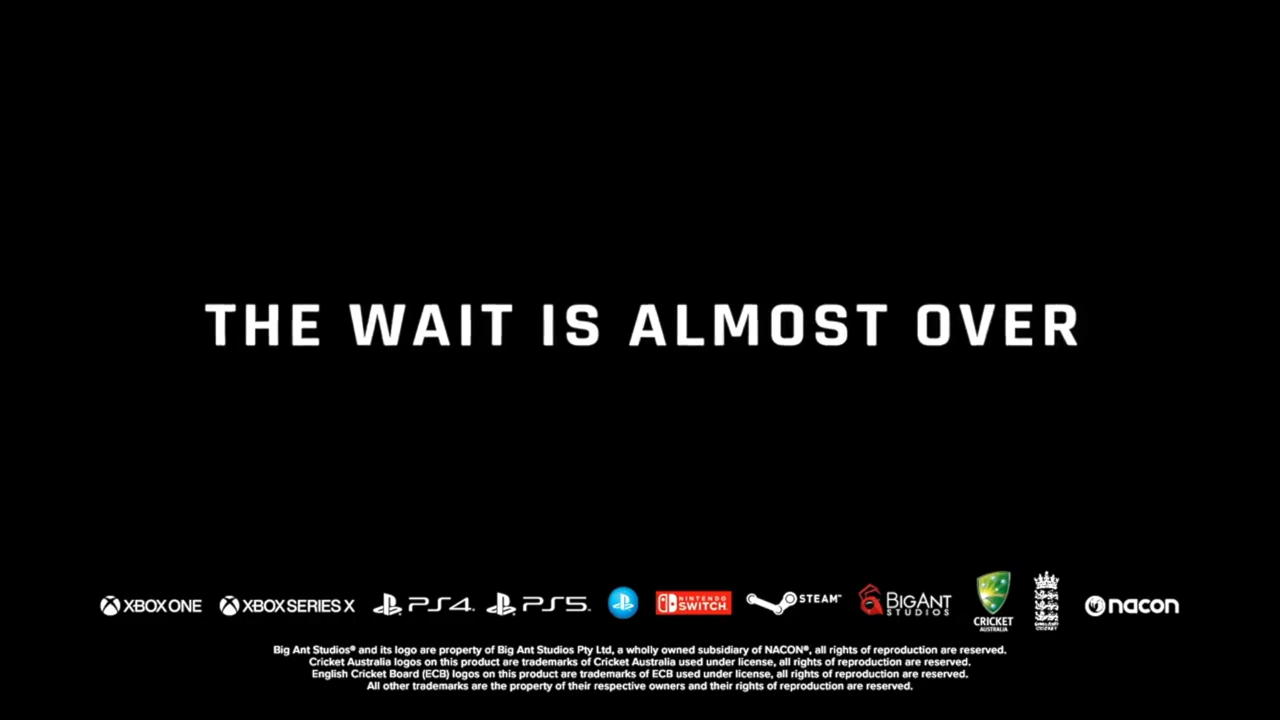 THE WAIT IS ALMOST OVER
XBOX ONE XBOX SERIES X PS4 PS5 NINTENDO SWITCH STEAM BIGANT STUDIOS CRICKET AUSTRALIA ENGLAND CRICKET nacon
Big Ant Studios® and its logo are property of Big Ant Studios Pty Ltd, a wholly owned subsidiary of NACON®, all rights of reproduction are reserved.
Cricket Australia logos on this product are trademarks of Cricket Australia used under license, all rights of reproduction are reserved.
English Cricket Board (ECB) logos on this product are trademarks of ECB used under license, all rights of reproduction are reserved.
All other trademarks are the property of their respective owners and their rights of reproduction are reserved.